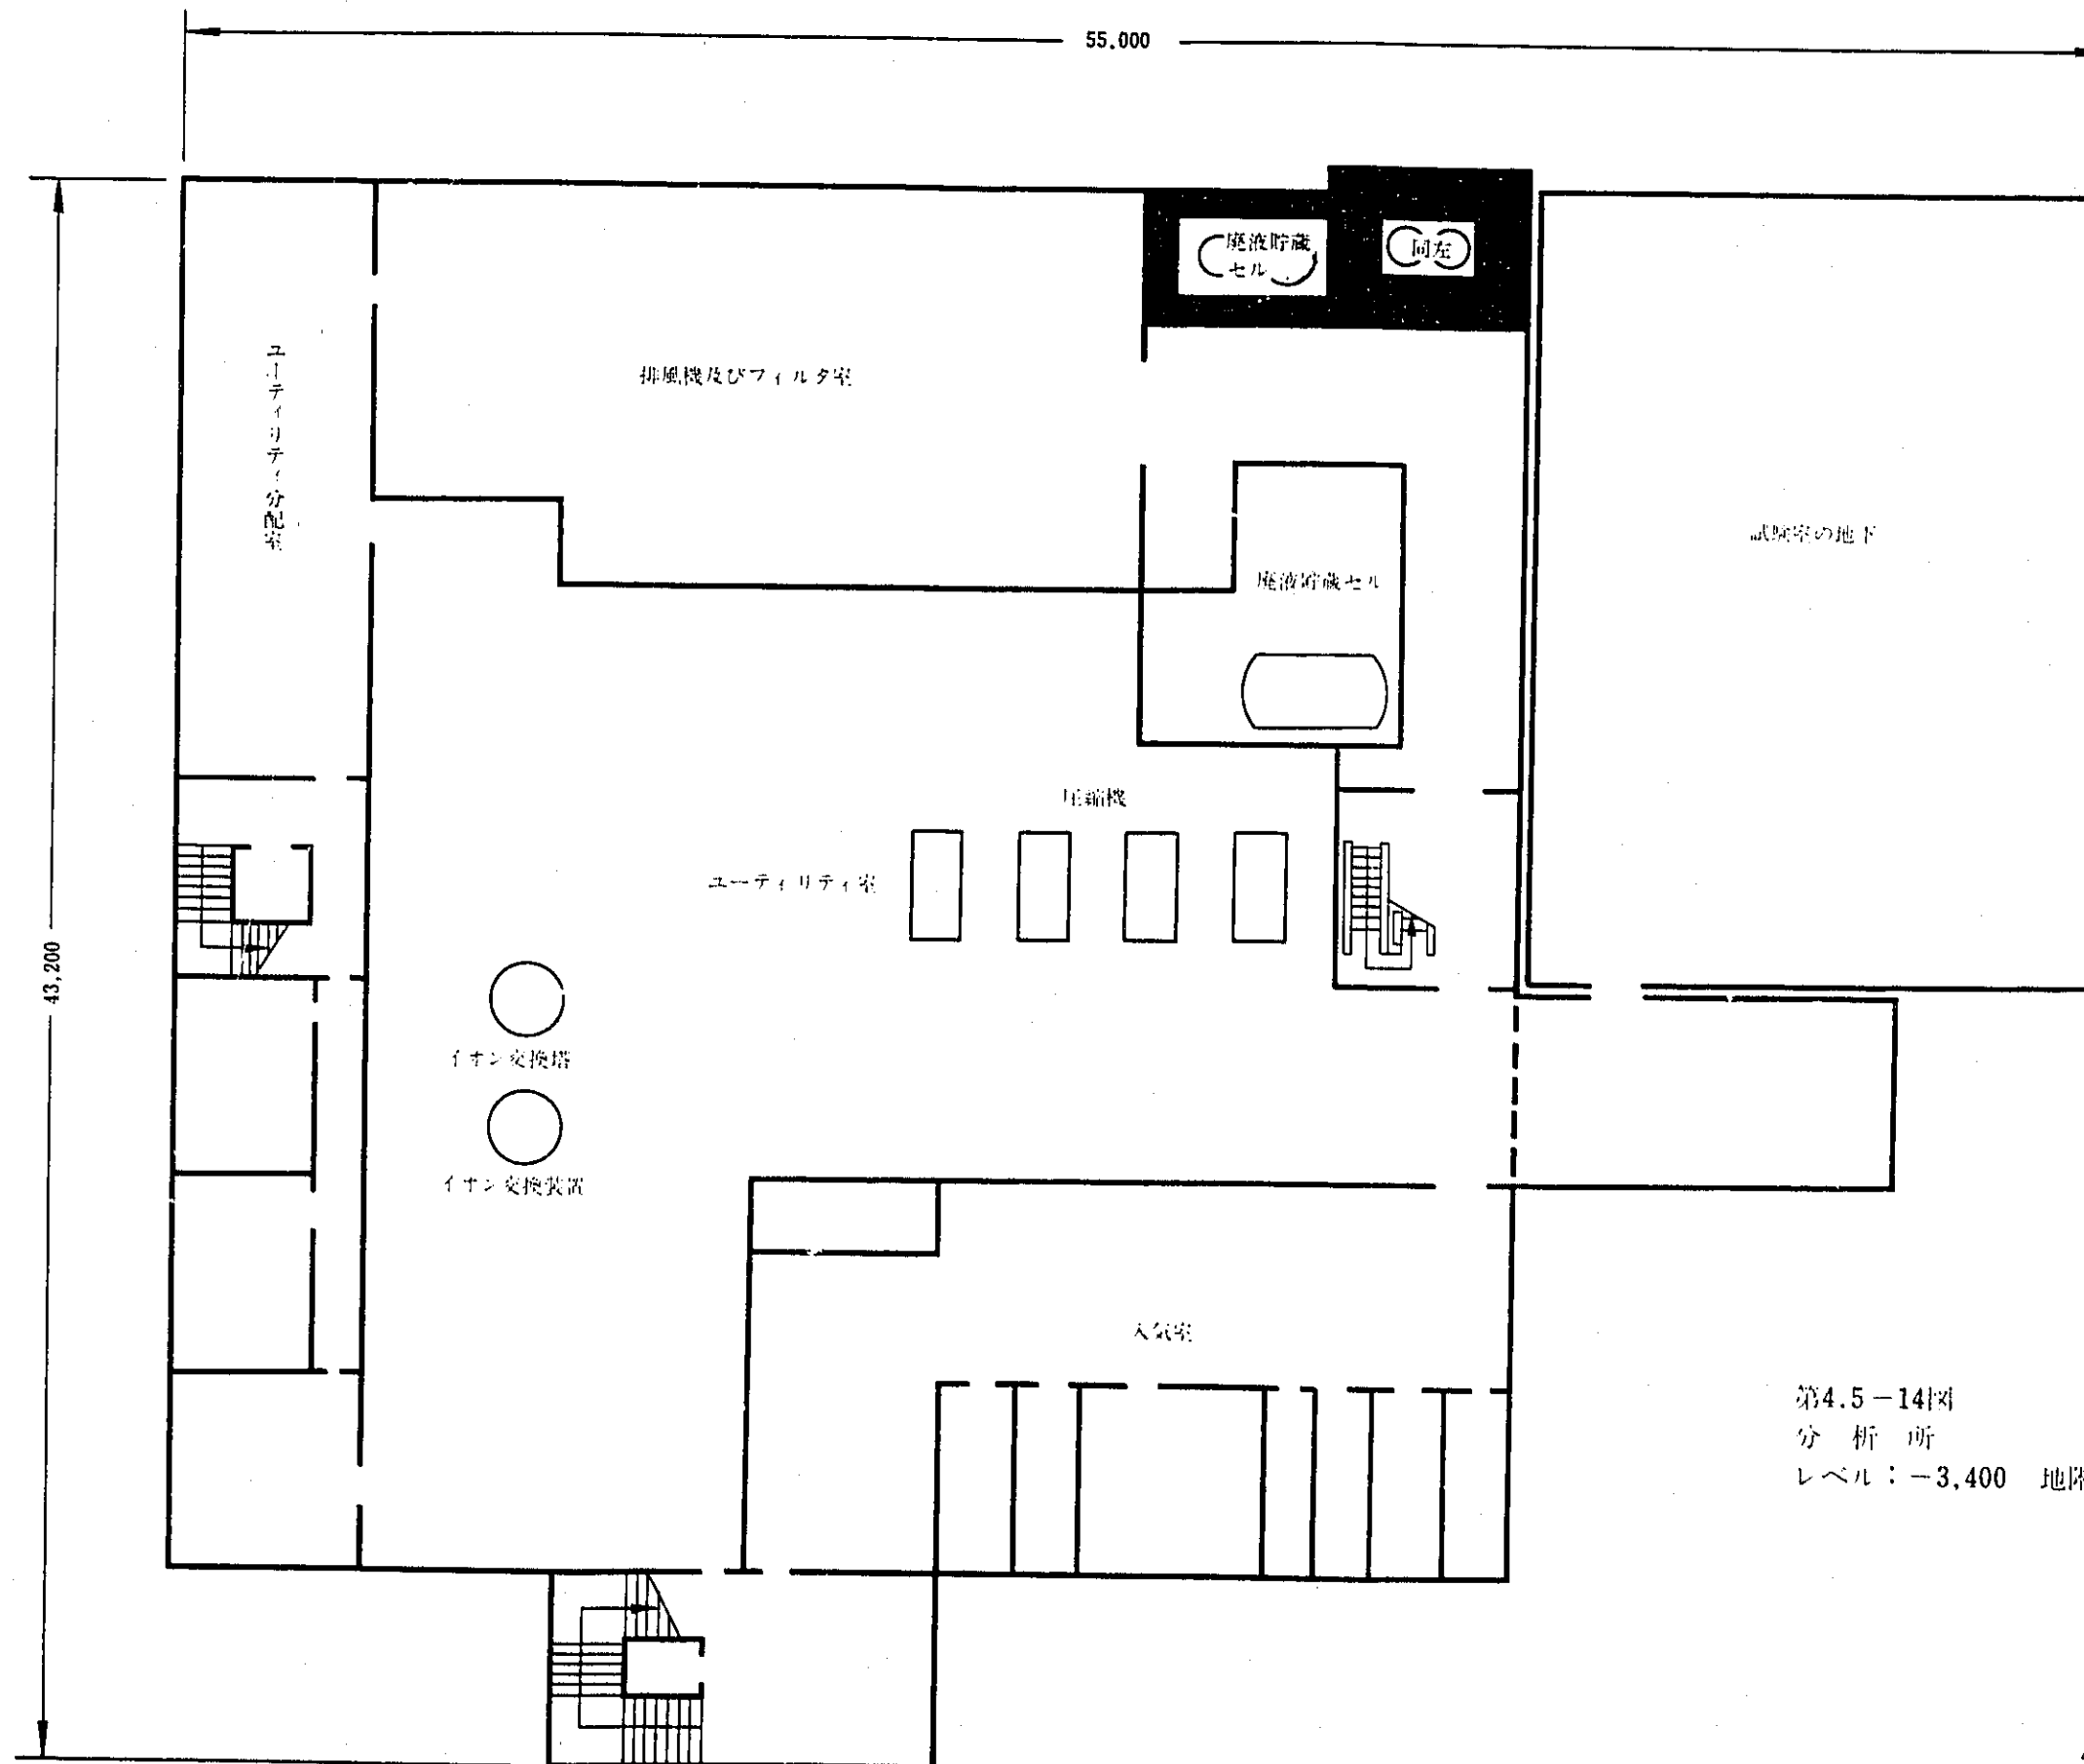 55.000
廃液貯蔵
セル
同左
ユーティリティ分配室
排風機及びフィルタ室
試験室の地下
廃液貯蔵セル
圧縮機
ユーティリティ室
43,200
イオン交換塔
イオン交換装置
入気室
第4.5-14図
分析所
レベル:-3,400 地階